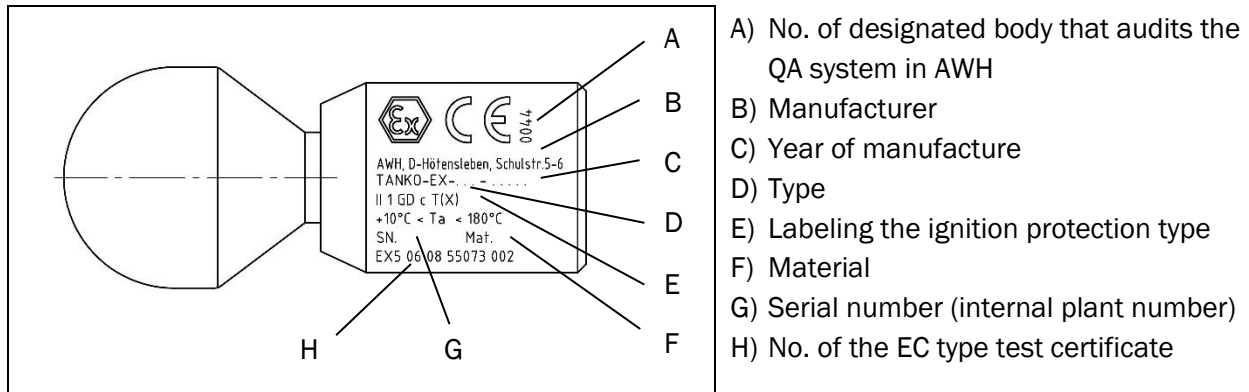 Ex CE 0044
AWH, D-Hötensleben, Schulstr.5-6
TANKO-EX-. . . - . . . . .
II 1 GD c T(X)
+10°C < Ta < 180°C
SN. Mat.
EX5 06 08 55073 002
A
B
C
D
E
F
G
H
A) No. of designated body that audits the
QA system in AWH
B) Manufacturer
C) Year of manufacture
D) Type
E) Labeling the ignition protection type
F) Material
G) Serial number (internal plant number)
H) No. of the EC type test certificate